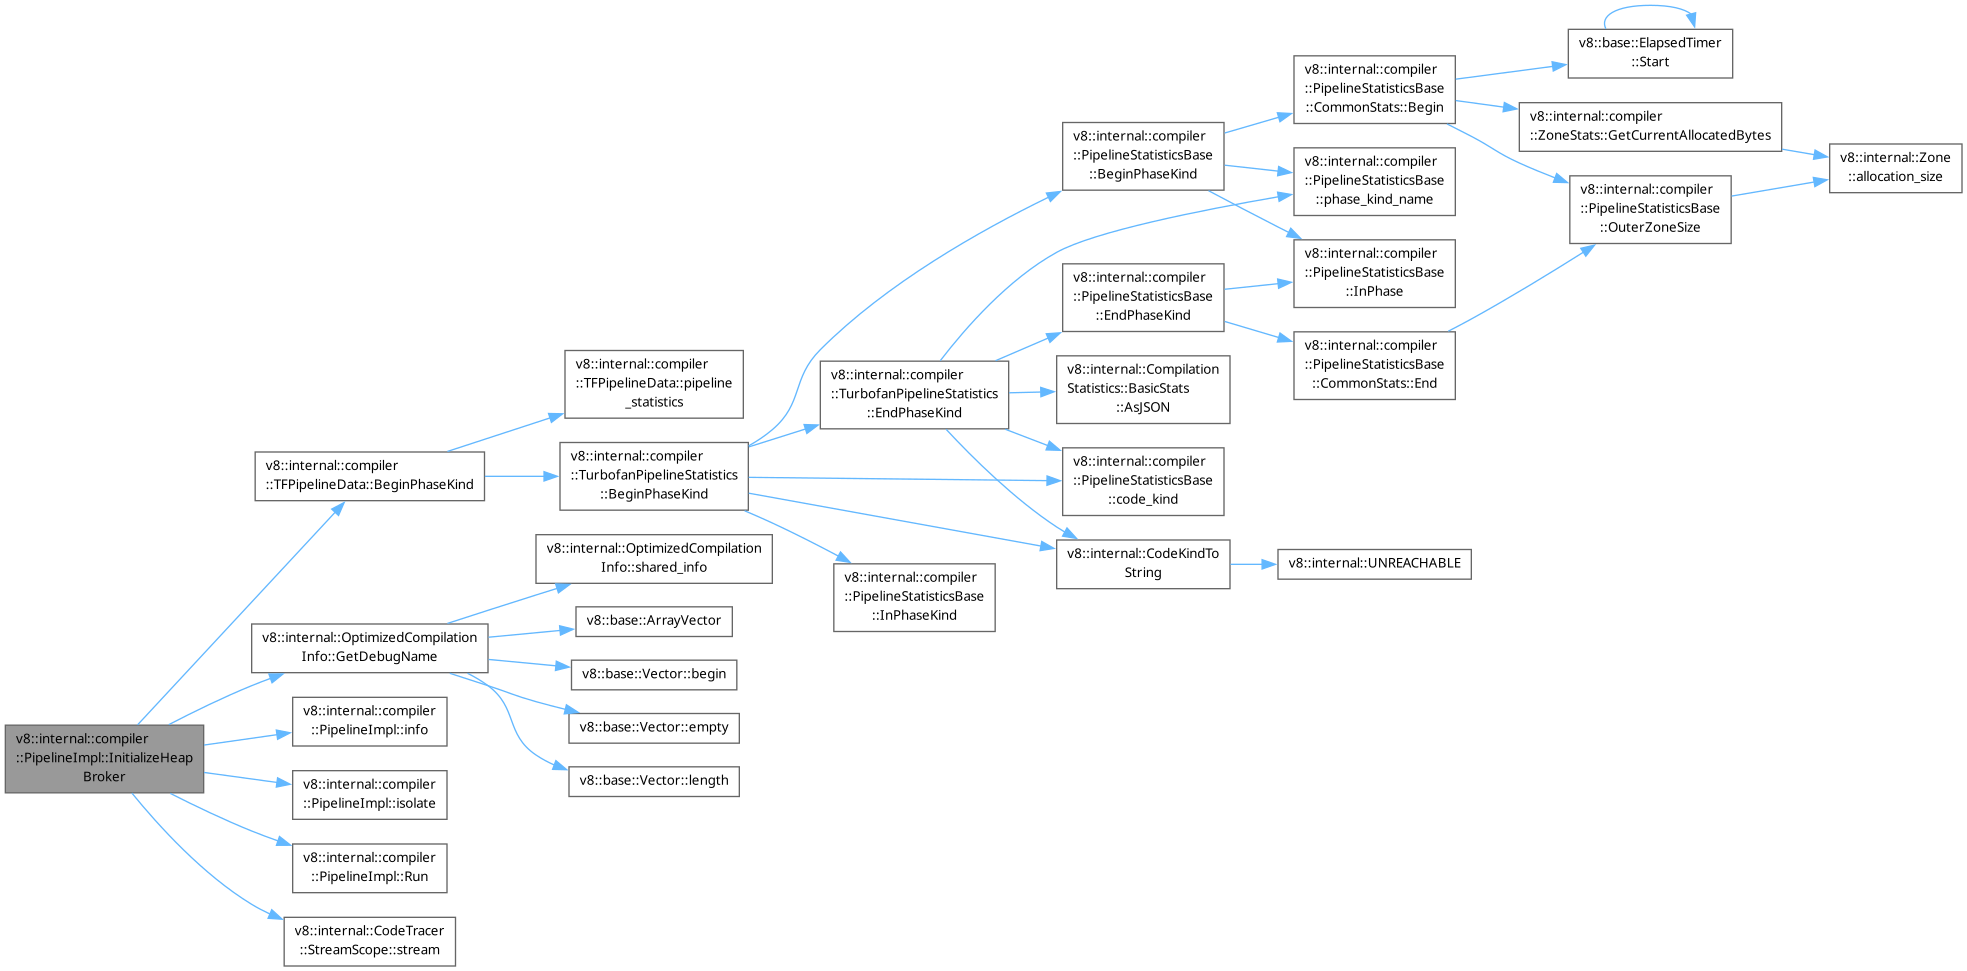 v8::internal::compiler
::PipelineImpl::InitializeHeap
Broker
v8::internal::compiler
::TFPipelineData::BeginPhaseKind
v8::internal::OptimizedCompilation
Info::GetDebugName
v8::internal::compiler
::PipelineImpl::info
v8::internal::compiler
::PipelineImpl::isolate
v8::internal::compiler
::PipelineImpl::Run
v8::internal::CodeTracer
::StreamScope::stream
v8::internal::compiler
::TFPipelineData::pipeline
_statistics
v8::internal::compiler
::TurbofanPipelineStatistics
::BeginPhaseKind
v8::internal::OptimizedCompilation
Info::shared_info
v8::base::ArrayVector
v8::base::Vector::begin
v8::base::Vector::empty
v8::base::Vector::length
v8::internal::compiler
::TurbofanPipelineStatistics
::EndPhaseKind
v8::internal::compiler
::PipelineStatisticsBase
::InPhaseKind
v8::internal::compiler
::PipelineStatisticsBase
::BeginPhaseKind
v8::internal::compiler
::PipelineStatisticsBase
::EndPhaseKind
v8::internal::Compilation
Statistics::BasicStats
::AsJSON
v8::internal::compiler
::PipelineStatisticsBase
::code_kind
v8::internal::CodeKindTo
String
v8::internal::compiler
::PipelineStatisticsBase
::CommonStats::Begin
v8::internal::compiler
::PipelineStatisticsBase
::phase_kind_name
v8::internal::compiler
::PipelineStatisticsBase
::InPhase
v8::internal::compiler
::PipelineStatisticsBase
::CommonStats::End
v8::internal::UNREACHABLE
v8::base::ElapsedTimer
::Start
v8::internal::compiler
::ZoneStats::GetCurrentAllocatedBytes
v8::internal::compiler
::PipelineStatisticsBase
::OuterZoneSize
v8::internal::Zone
::allocation_size